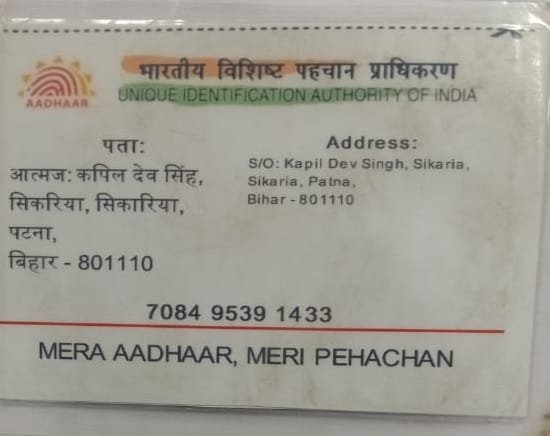 भारतीय विशिष्ट पहचान प्राधिकरण
AADHAAR
UNIQUE IDENTIFICATION AUTHORITY OF INDIA
पता:
आत्मज: कपिल देव सिंह,
सिकरिया, सिकारिया,
पटना,
बिहार - 801110
Address:
S/O: Kapil Dev Singh, Sikaria,
Sikaria, Patna,
Bihar - 801110
7084 9539 1433
MERA AADHAAR, MERI PEHACHAN